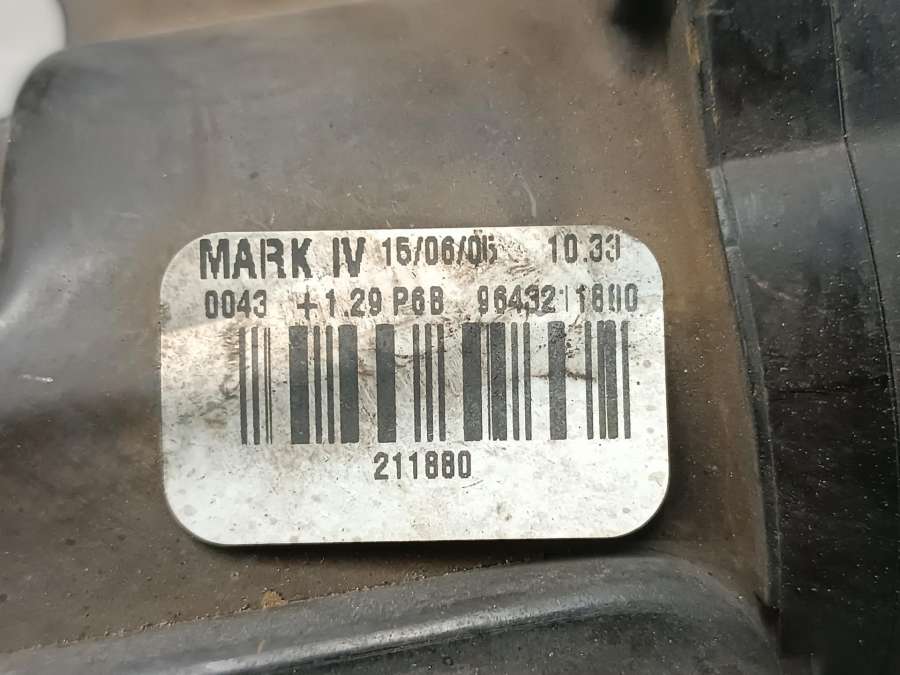 MARK IV 15/06/05 10.33
0043 +1.29 P6B 9643211880
211880